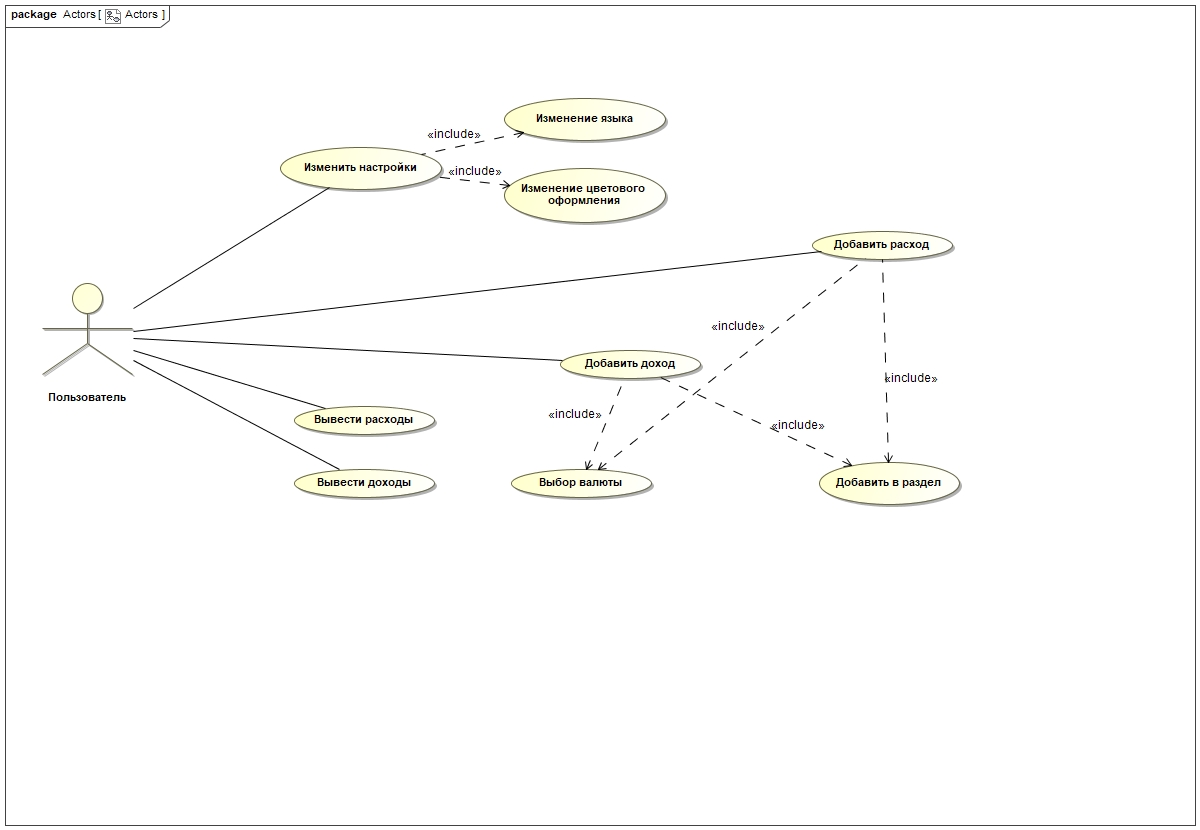 package Actors [ Actors ]
Изменение языка
«include»
Изменить настройки
«include»
Изменение цветового
оформления
Добавить расход
«include»
Добавить доход
«include»
Пользователь
«include»
Вывести расходы
«include»
Вывести доходы
Выбор валюты
Добавить в раздел